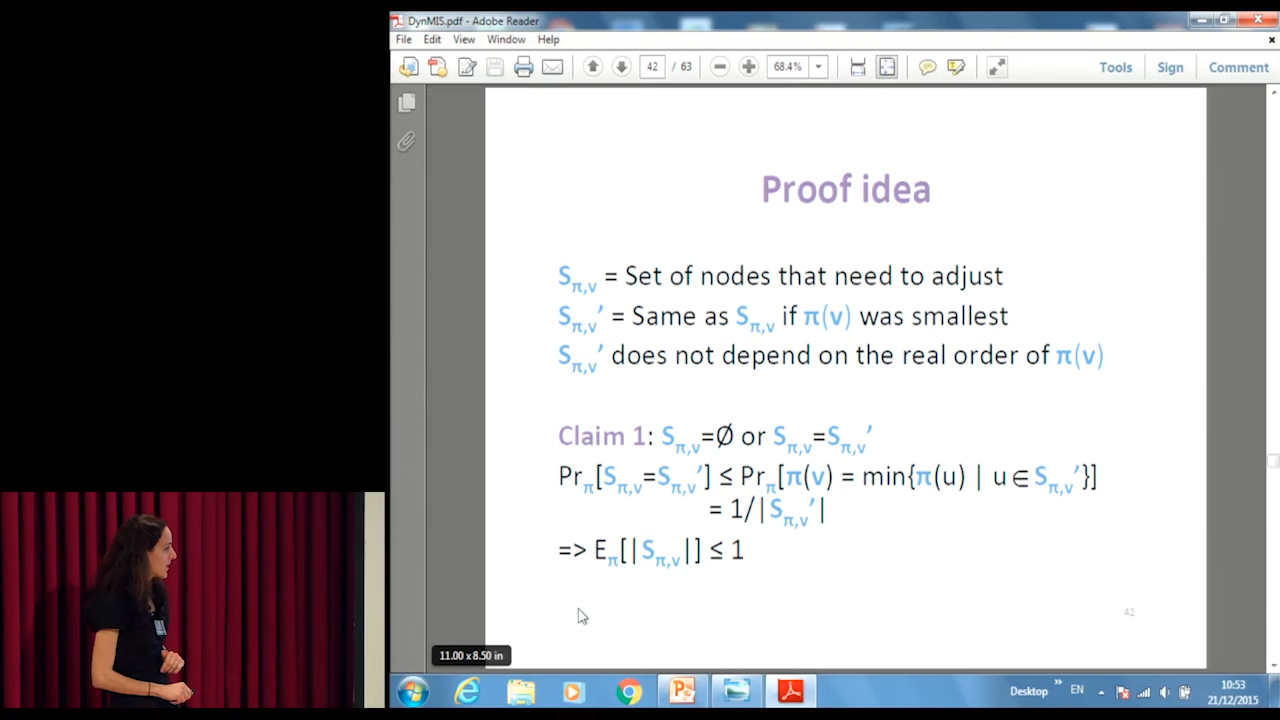 DynMIS.pdf - Adobe Reader
File Edit View Window Help
42 / 63 68.4% Tools Sign Comment
Proof idea
Sπ,v = Set of nodes that need to adjust
Sπ,v’ = Same as Sπ,v if π(v) was smallest
Sπ,v’ does not depend on the real order of π(v)
Claim 1: Sπ,v=Ø or Sπ,v=Sπ,v’
Prπ[Sπ,v=Sπ,v’] ≤ Prπ[π(v) = min{π(u) | u∈Sπ,v’}]
= 1/|Sπ,v’|
=> Eπ[|Sπ,v|] ≤ 1
42
11.00 x 8.50 in
Desktop » EN 10:53
21/12/2015